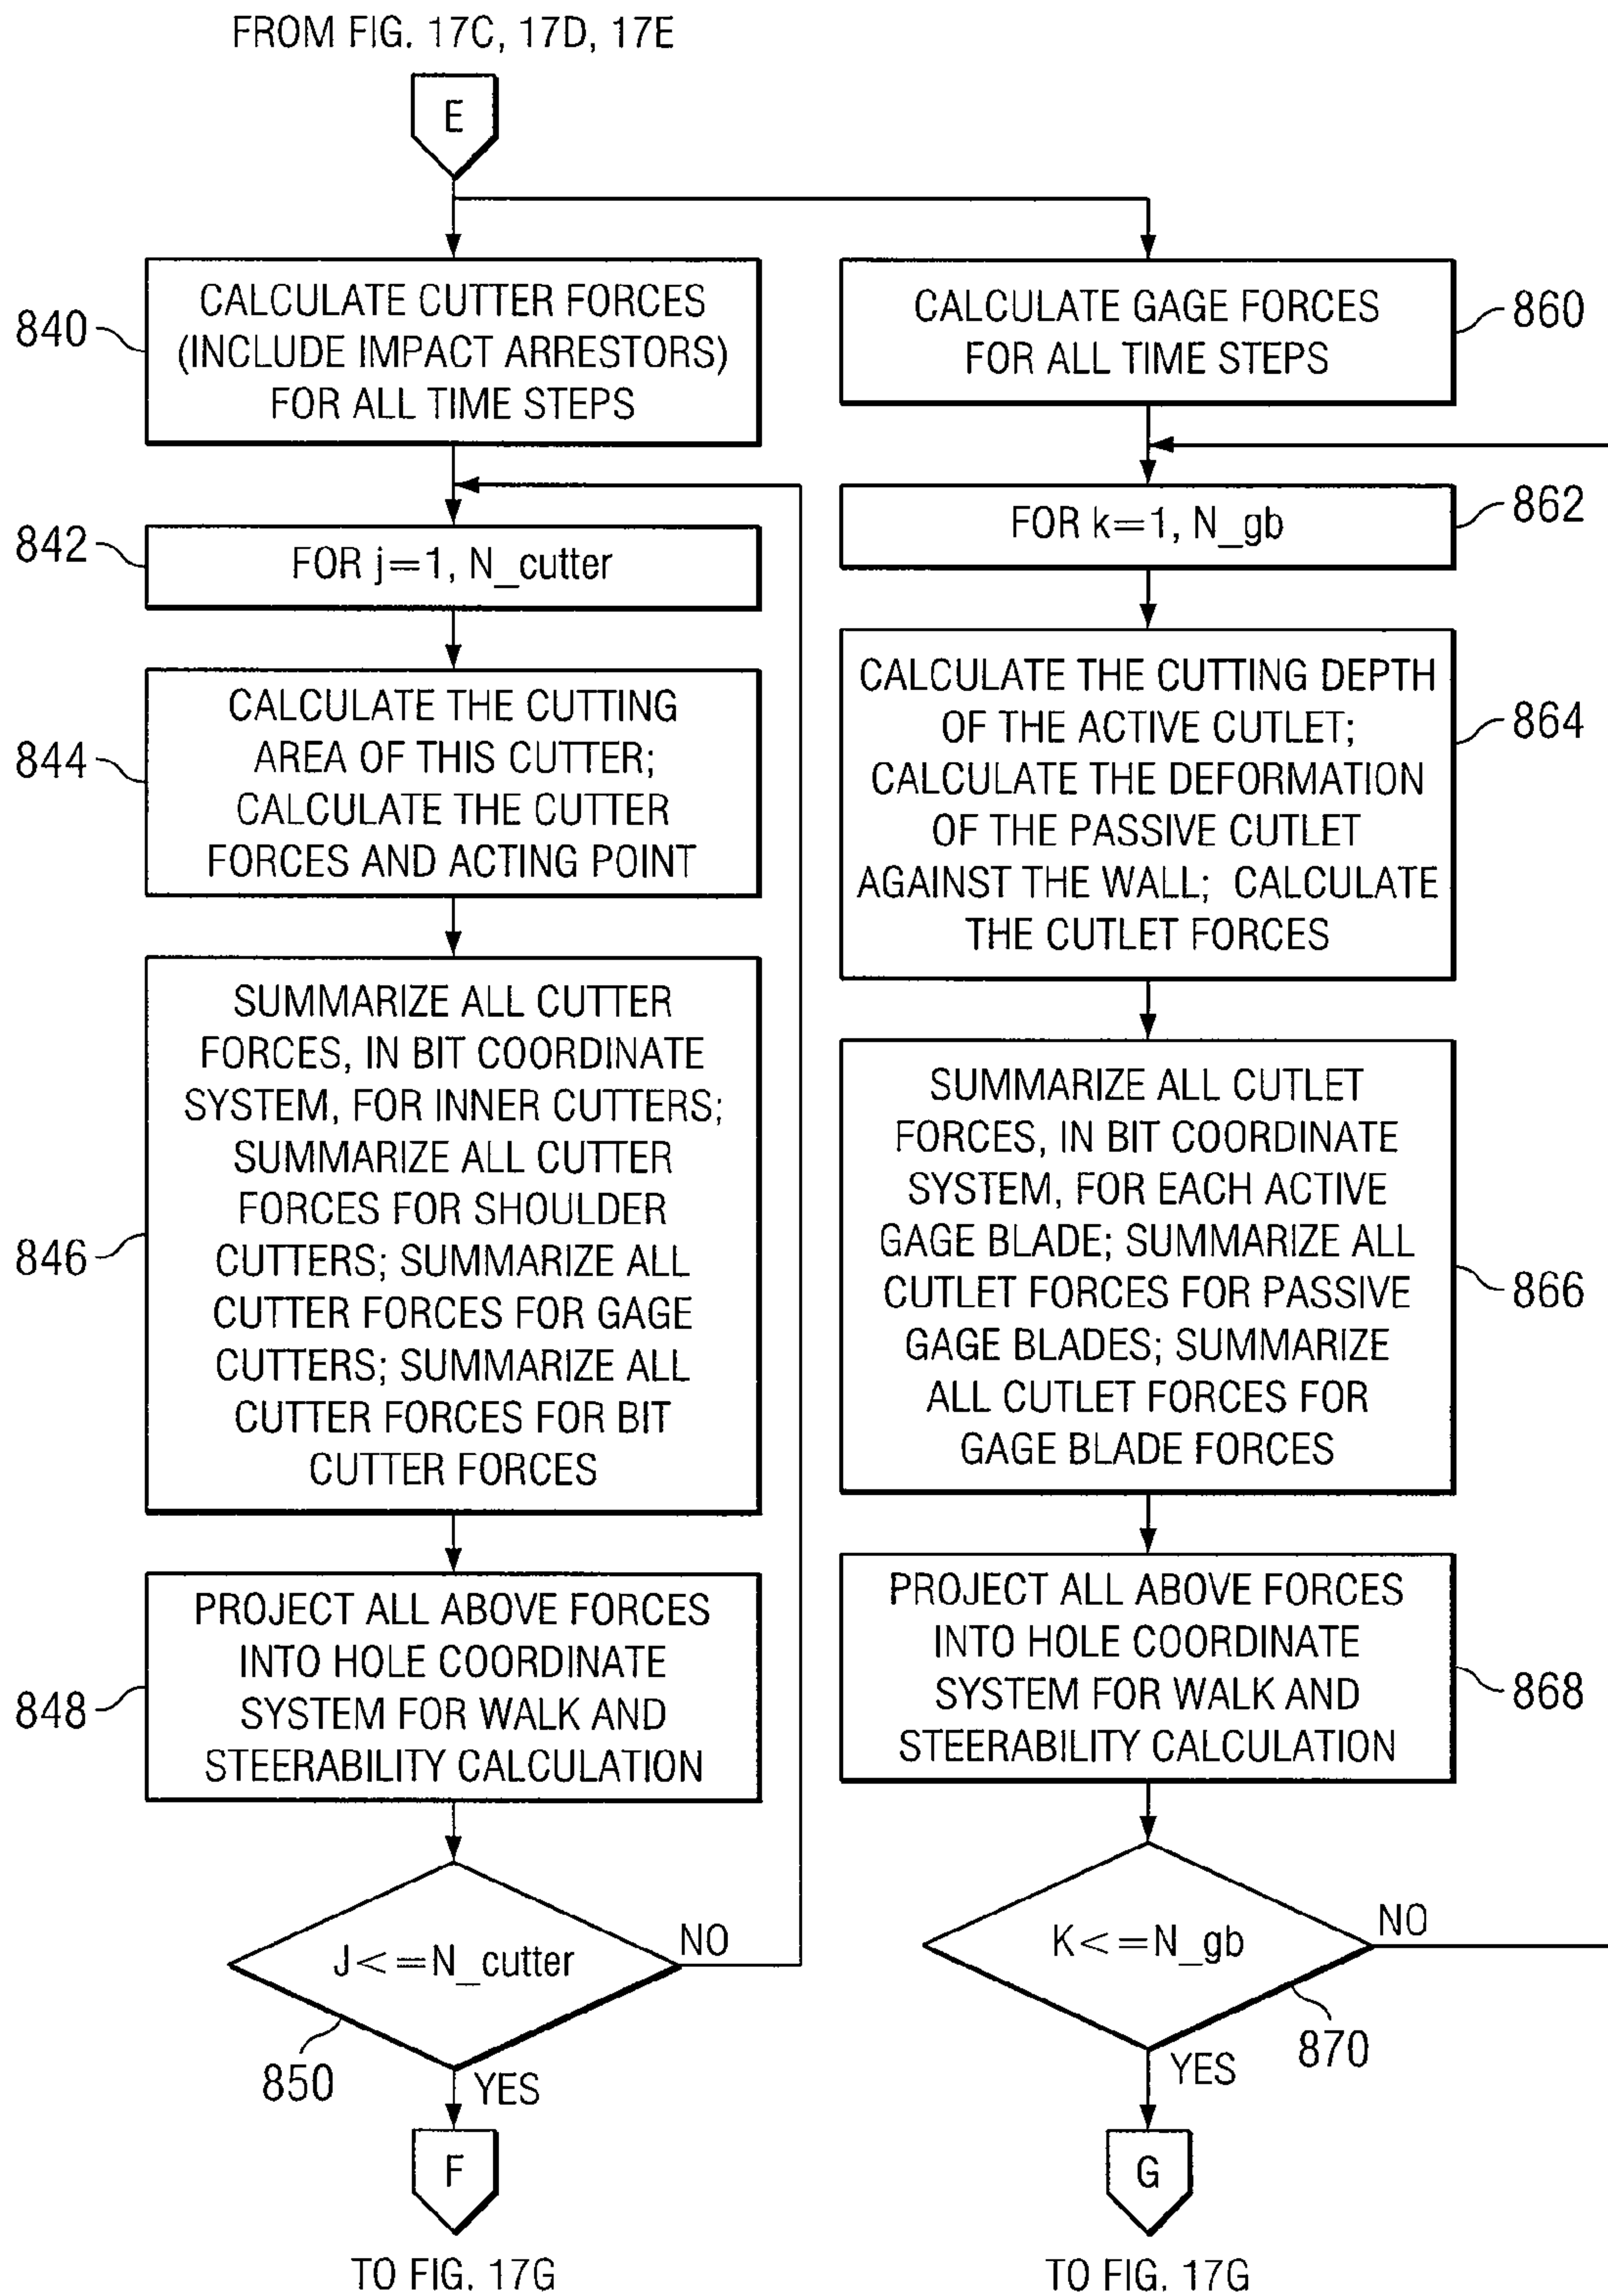 FROM FIG. 17C, 17D, 17E
E
840
CALCULATE CUTTER FORCES
(INCLUDE IMPACT ARRESTORS)
FOR ALL TIME STEPS
842
FOR j=1, N_cutter
844
CALCULATE THE CUTTING
AREA OF THIS CUTTER;
CALCULATE THE CUTTER
FORCES AND ACTING POINT
846
SUMMARIZE ALL CUTTER
FORCES, IN BIT COORDINATE
SYSTEM, FOR INNER CUTTERS;
SUMMARIZE ALL CUTTER
FORCES FOR SHOULDER
CUTTERS; SUMMARIZE ALL
CUTTER FORCES FOR GAGE
CUTTERS; SUMMARIZE ALL
CUTTER FORCES FOR BIT
CUTTER FORCES
848
PROJECT ALL ABOVE FORCES
INTO HOLE COORDINATE
SYSTEM FOR WALK AND
STEERABILITY CALCULATION
J<=N_cutter
NO
850
YES
F
TO FIG. 17G
CALCULATE GAGE FORCES
FOR ALL TIME STEPS
860
FOR k=1, N_gb
862
CALCULATE THE CUTTING DEPTH
OF THE ACTIVE CUTLET;
CALCULATE THE DEFORMATION
OF THE PASSIVE CUTLET
AGAINST THE WALL; CALCULATE
THE CUTLET FORCES
864
SUMMARIZE ALL CUTLET
FORCES, IN BIT COORDINATE
SYSTEM, FOR EACH ACTIVE
GAGE BLADE; SUMMARIZE ALL
CUTLET FORCES FOR PASSIVE
GAGE BLADES; SUMMARIZE
ALL CUTLET FORCES FOR
GAGE BLADE FORCES
866
PROJECT ALL ABOVE FORCES
INTO HOLE COORDINATE
SYSTEM FOR WALK AND
STEERABILITY CALCULATION
868
K<=N_gb
NO
870
YES
G
TO FIG. 17G